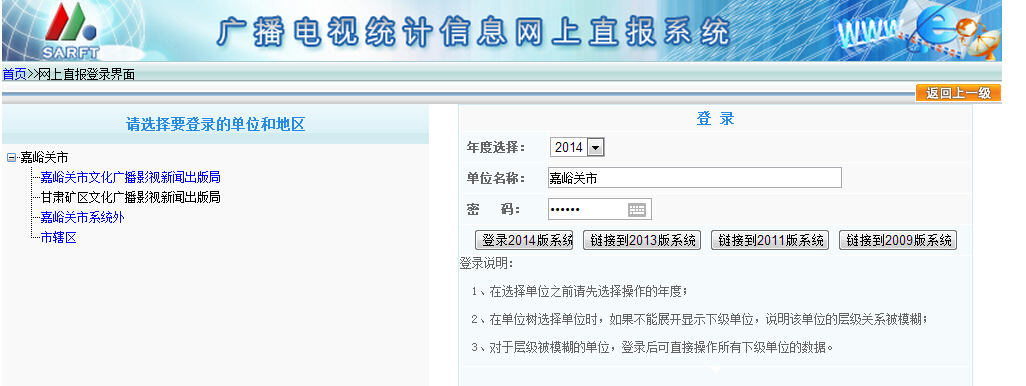 SARFT
广播电视统计信息网上直报系统
WWW
首页>>网上直报登录界面
返回上一级
请选择要登录的单位和地区
嘉峪关市
嘉峪关市文化广播影视新闻出版局
甘肃矿区文化广播影视新闻出版局
嘉峪关市系统外
市辖区
登 录
年度选择: 2014
单位名称: 嘉峪关市
密 码: ••••••
登录2014版系统 链接到2013版系统 链接到2011版系统 链接到2009版系统
登录说明:
1、在选择单位之前请先选择操作的年度;
2、在单位树选择单位时,如果不能展开显示下级单位,说明该单位的层级关系被模糊;
3、对于层级被模糊的单位,登录后可直接操作所有下级单位的数据。